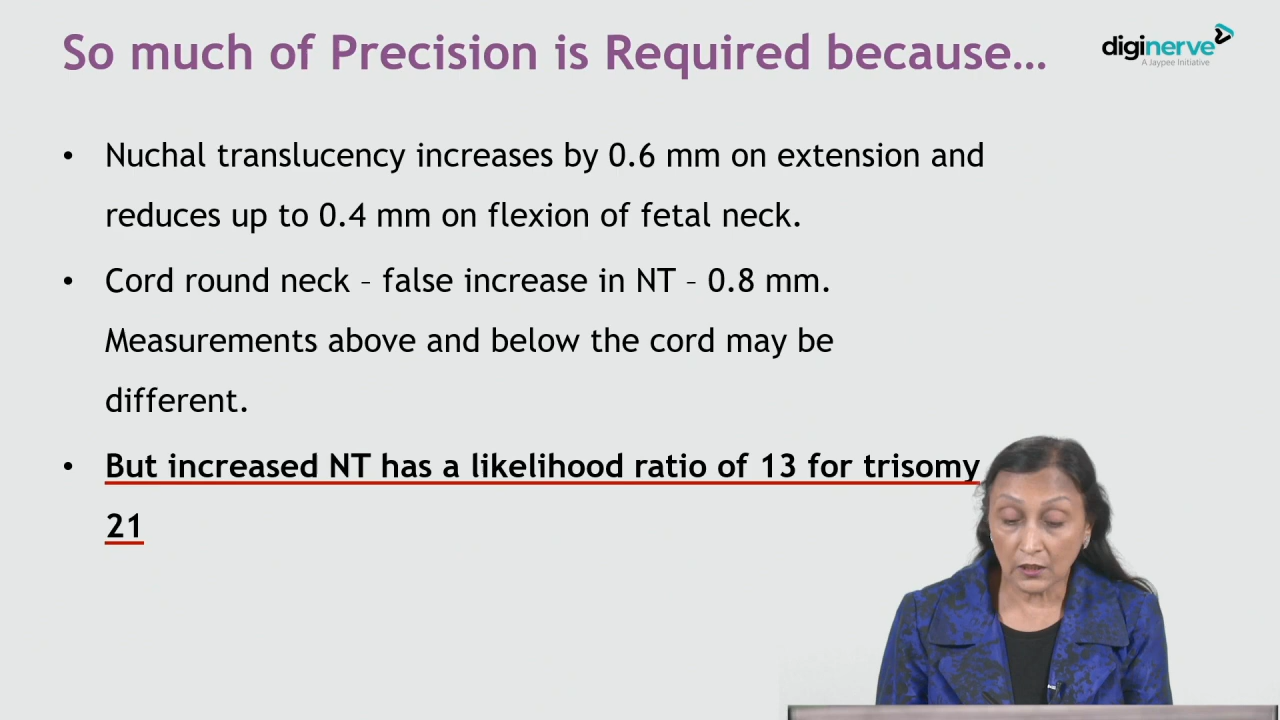 So much of Precision is Required because…
diginerve
A Jaypee Initiative
• Nuchal translucency increases by 0.6 mm on extension and
reduces up to 0.4 mm on flexion of fetal neck.
• Cord round neck – false increase in NT – 0.8 mm.
Measurements above and below the cord may be
different.
• But increased NT has a likelihood ratio of 13 for trisomy
21